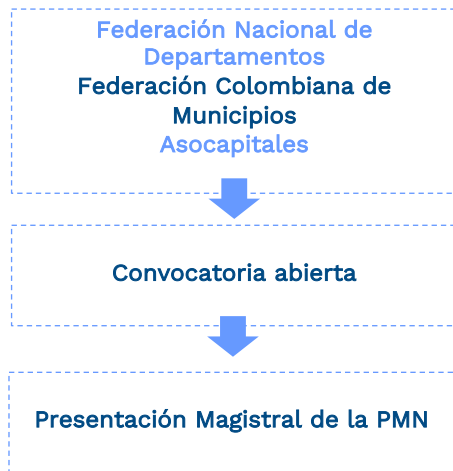 Federación Nacional de
Departamentos
Federación Colombiana de
Municipios
Asocapitales
Convocatoria abierta
Presentación Magistral de la PMN